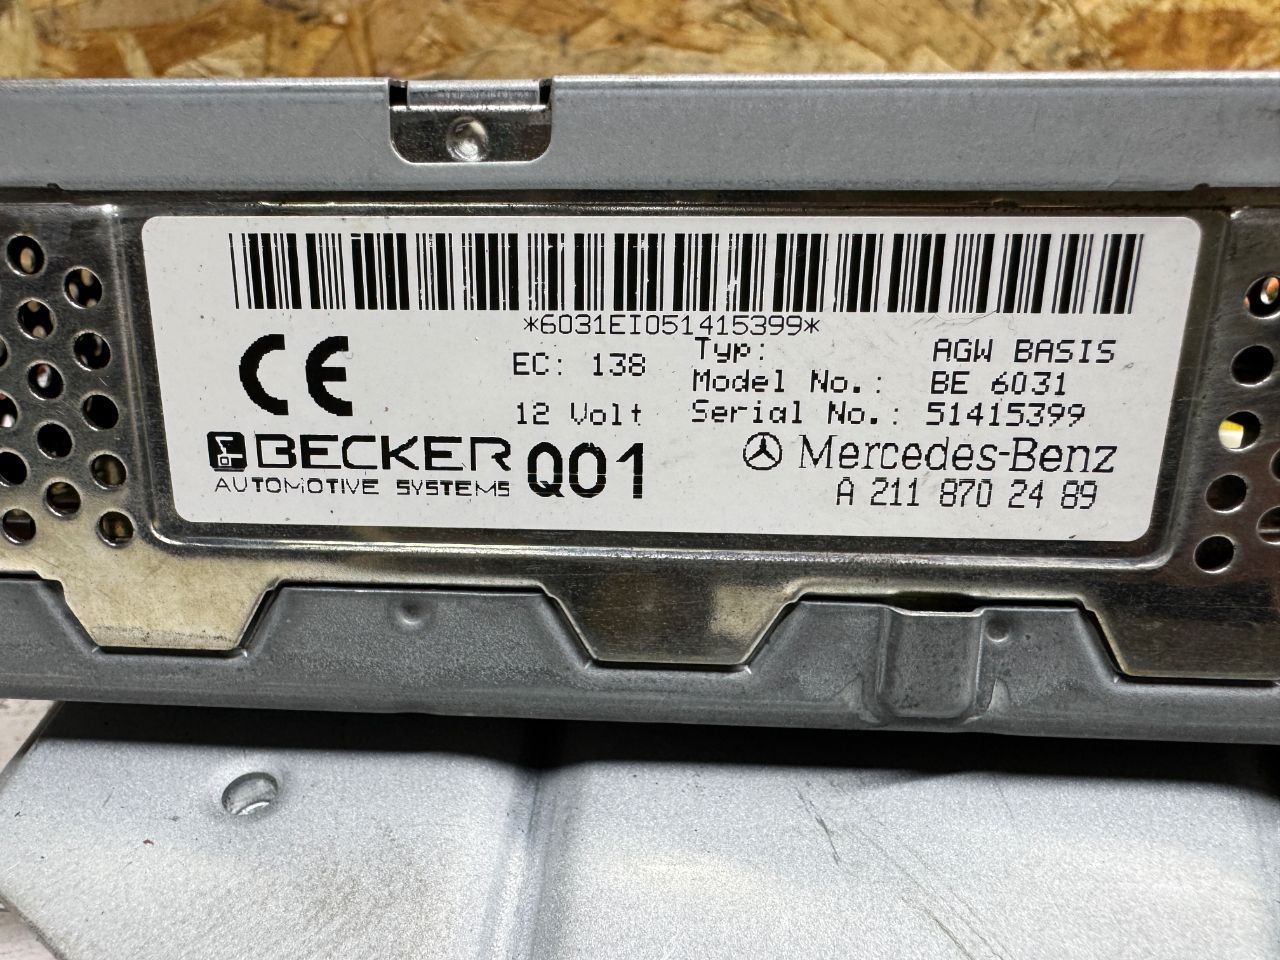 *6031EI051415399*
CE
EC: 138
12 Volt
Typ: AGW BASIS
Model No.: BE 6031
Serial No.: 51415399
BECKER
AUTOMOTIVE SYSTEMS
Q01
Mercedes-Benz
A 211 870 24 89